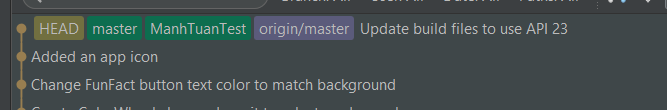 HEAD master ManhTuanTest origin/master Update build files to use API 23
Added an app icon
Change FunFact button text color to match background